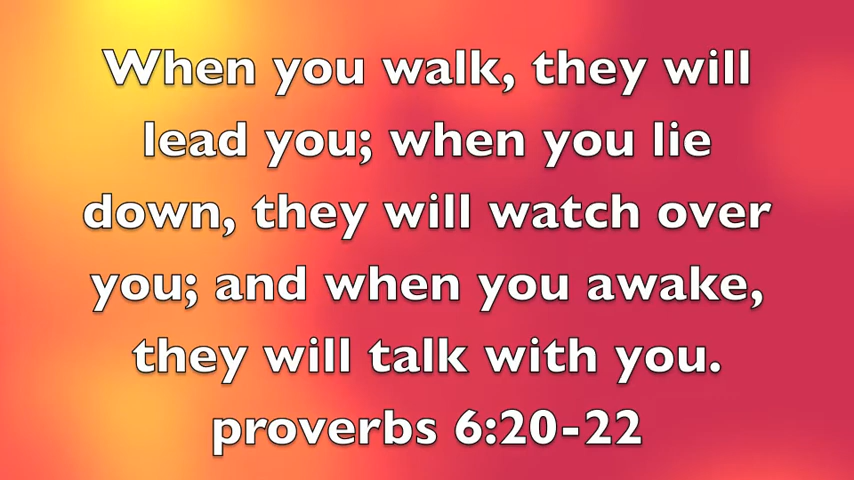 When you walk, they will
lead you; when you lie
down, they will watch over
you; and when you awake,
they will talk with you.
proverbs 6:20-22